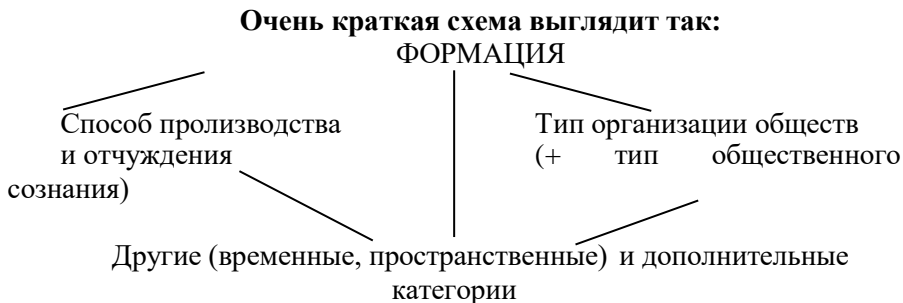 Очень краткая схема выглядит так:
ФОРМАЦИЯ
Способ пролизводства Тип организации обществ
и отчуждения (+ тип общественного
сознания)
Другие (временные, пространственные) и дополнительные
категории